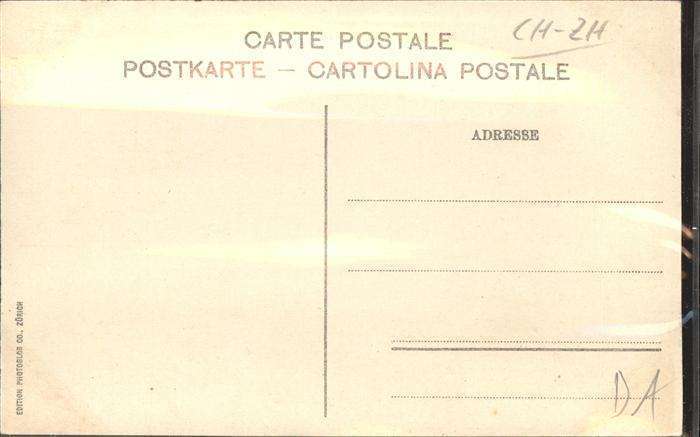 CH-ZH
CARTE POSTALE
POSTKARTE — CARTOLINA POSTALE
ADRESSE
EDITION PHOTOGLOB CO., ZÜRICH
DA